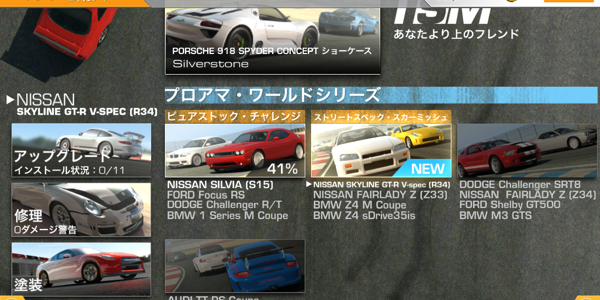 TSM
あなたより上のフレンド
PORSCHE 918 SPYDER CONCEPT ショーケース
Silverstone
NISSAN
SKYLINE GT-R V-SPEC (R34)
アップグレード
インストール状況：0/11
修理
0ダメージ警告
塗装
プロアマ・ワールドシリーズ
ピュアストック・チャレンジ
41%
NISSAN SILVIA (S15)
FORD Focus RS
DODGE Challenger R/T
BMW 1 Series M Coupe
ストリートスペック・スカーミッシュ
NEW
NISSAN SKYLINE GT-R V-spec (R34)
NISSAN FAIRLADY Z (Z33)
BMW Z4 M Coupe
BMW Z4 sDrive35is
DODGE Challenger SRT8
NISSAN FAIRLADY Z (Z34)
FORD Shelby GT500
BMW M3 GTS
AUDI TT RS Coupe